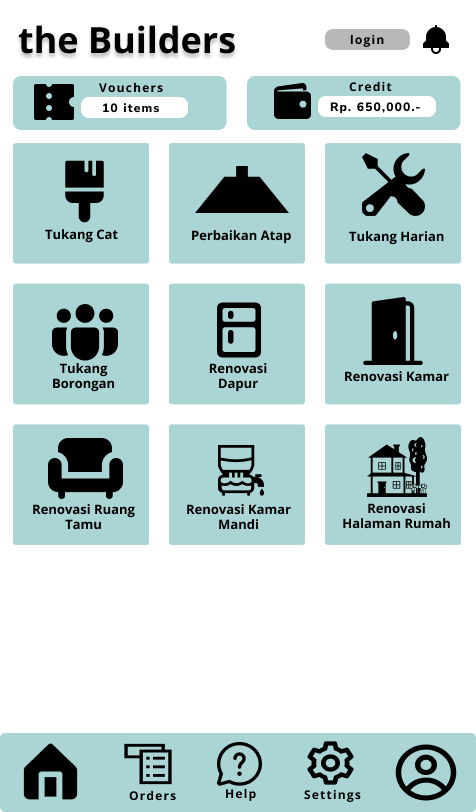 the Builders
login
Vouchers
10 items
Credit
Rp. 650,000.-
Tukang Cat
Perbaikan Atap
Tukang Harian
Tukang
Borongan
Renovasi
Dapur
Renovasi Kamar
Renovasi Ruang
Tamu
Renovasi Kamar
Mandi
Renovasi
Halaman Rumah
Orders
Help
Settings